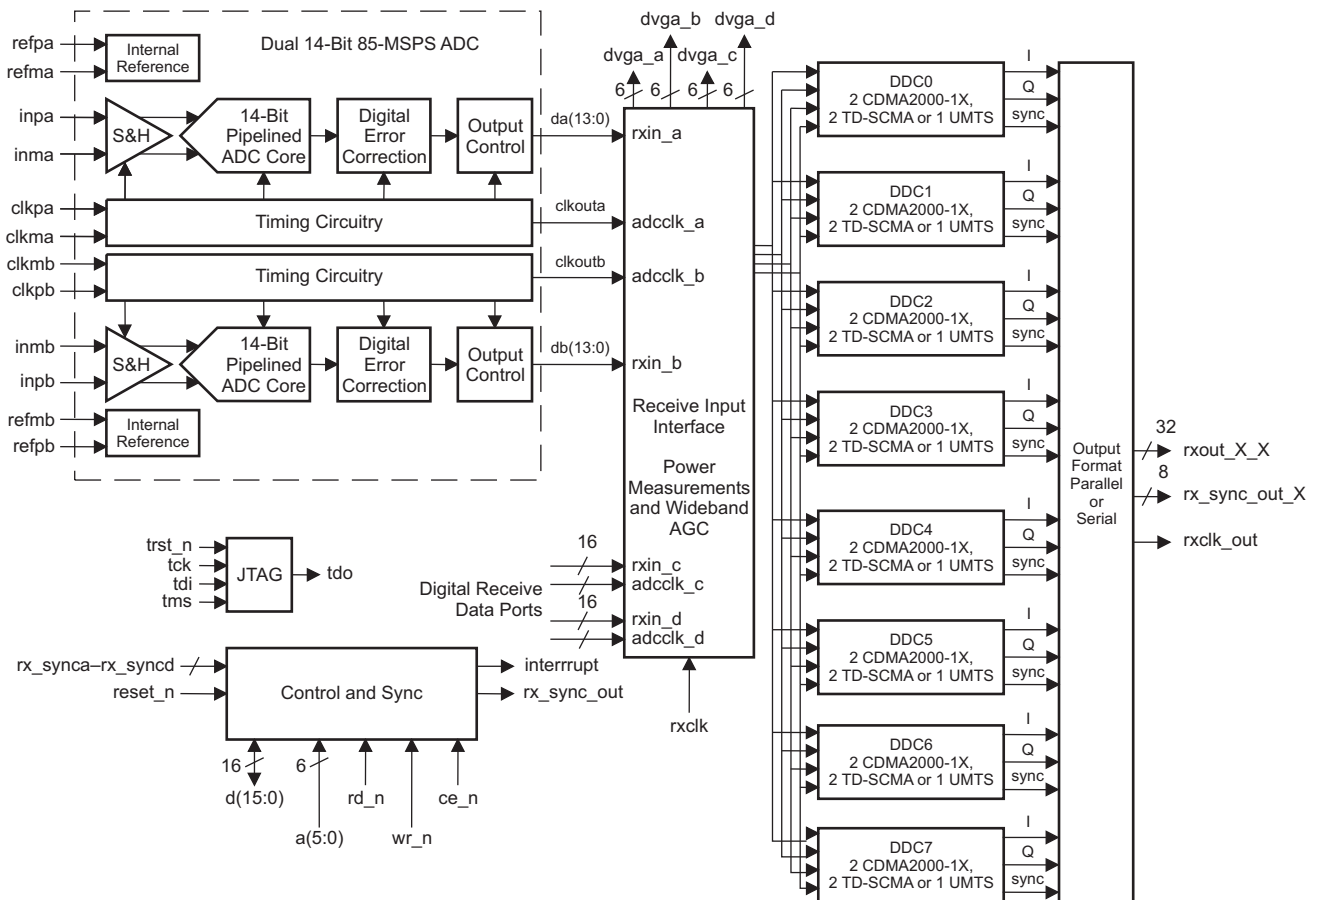 dvga_b
dvga_d
dvga_a
dvga_c
6
6
6
6
refpa
refma
Internal
Reference
Dual 14-Bit 85-MSPS ADC
inpa
inma
S&H
14-Bit
Pipelined
ADC Core
Digital
Error
Correction
Output
Control
da(13:0)
clkpa
clkma
Timing Circuitry
clkouta
clkmb
clkpb
Timing Circuitry
clkoutb
inmb
inpb
S&H
14-Bit
Pipelined
ADC Core
Digital
Error
Correction
Output
Control
db(13:0)
refmb
refpb
Internal
Reference
rxin_a
adcclk_a
adcclk_b
rxin_b
Receive Input
Interface
Power
Measurements
and Wideband
AGC
rxin_c
adcclk_c
rxin_d
adcclk_d
16
16
Digital Receive
Data Ports
rxclk
trst_n
tck
tdi
tms
JTAG
tdo
rx_synca–rx_syncd
reset_n
Control and Sync
interrrupt
rx_sync_out
16
6
d(15:0)
rd_n
ce_n
a(5:0)
wr_n
DDC0
2 CDMA2000-1X,
2 TD-SCMA or 1 UMTS
I
Q
sync
DDC1
2 CDMA2000-1X,
2 TD-SCMA or 1 UMTS
I
Q
sync
DDC2
2 CDMA2000-1X,
2 TD-SCMA or 1 UMTS
I
Q
sync
DDC3
2 CDMA2000-1X,
2 TD-SCMA or 1 UMTS
I
Q
sync
DDC4
2 CDMA2000-1X,
2 TD-SCMA or 1 UMTS
I
Q
sync
DDC5
2 CDMA2000-1X,
2 TD-SCMA or 1 UMTS
I
Q
sync
DDC6
2 CDMA2000-1X,
2 TD-SCMA or 1 UMTS
I
Q
sync
DDC7
2 CDMA2000-1X,
2 TD-SCMA or 1 UMTS
I
Q
sync
Output
Format
Parallel
or
Serial
32
rxout_X_X
8
rx_sync_out_X
rxclk_out